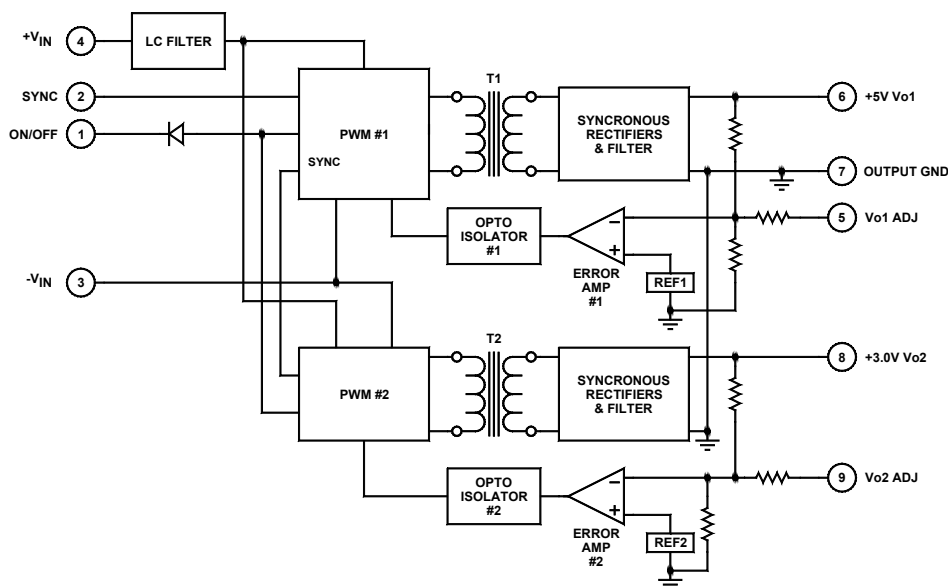 +VIN
4
LC FILTER
SYNC
2
ON/OFF
1
PWM #1
SYNC
T1
SYNCRONOUS
RECTIFIERS
& FILTER
6
+5V Vo1
7
OUTPUT GND
5
Vo1 ADJ
OPTO
ISOLATOR
#1
−
+
ERROR
AMP
#1
REF1
-VIN
3
PWM #2
T2
SYNCRONOUS
RECTIFIERS
& FILTER
8
+3.0V Vo2
9
Vo2 ADJ
OPTO
ISOLATOR
#2
−
+
ERROR
AMP
#2
REF2